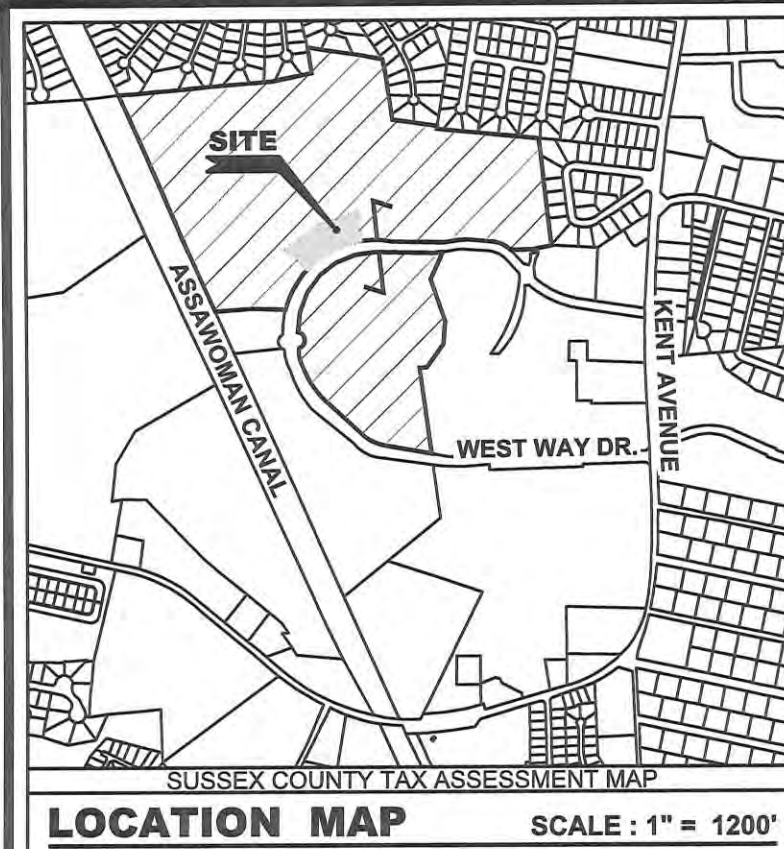 SITE
ASSAWOMAN CANAL
KENT AVENUE
WEST WAY DR.
SUSSEX COUNTY TAX ASSESSMENT MAP
LOCATION MAP
SCALE : 1" = 1200'